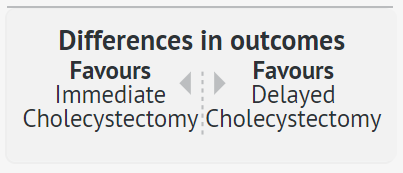 Differences in outcomes
Favours Favours
Immediate Delayed
Cholecystectomy Cholecystectomy